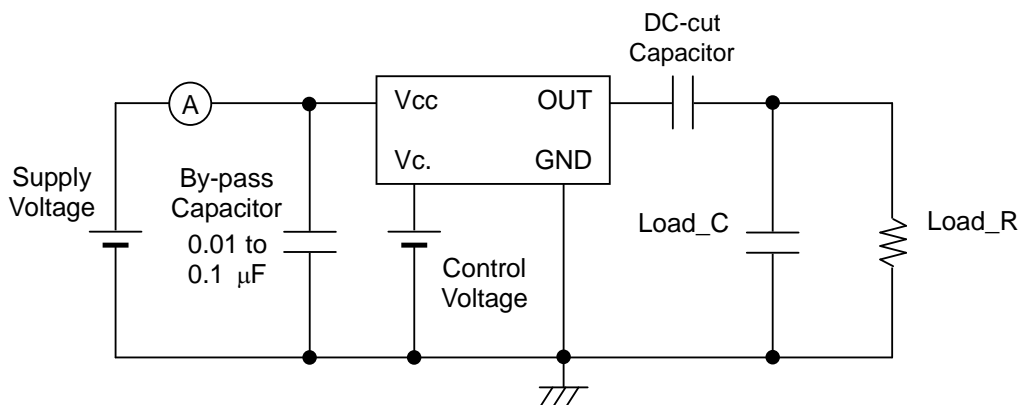 DC-cut
Capacitor
A
Vcc
OUT
Vc.
GND
Supply
Voltage
By-pass
Capacitor
0.01 to
0.1 μF
Control
Voltage
Load_C
Load_R